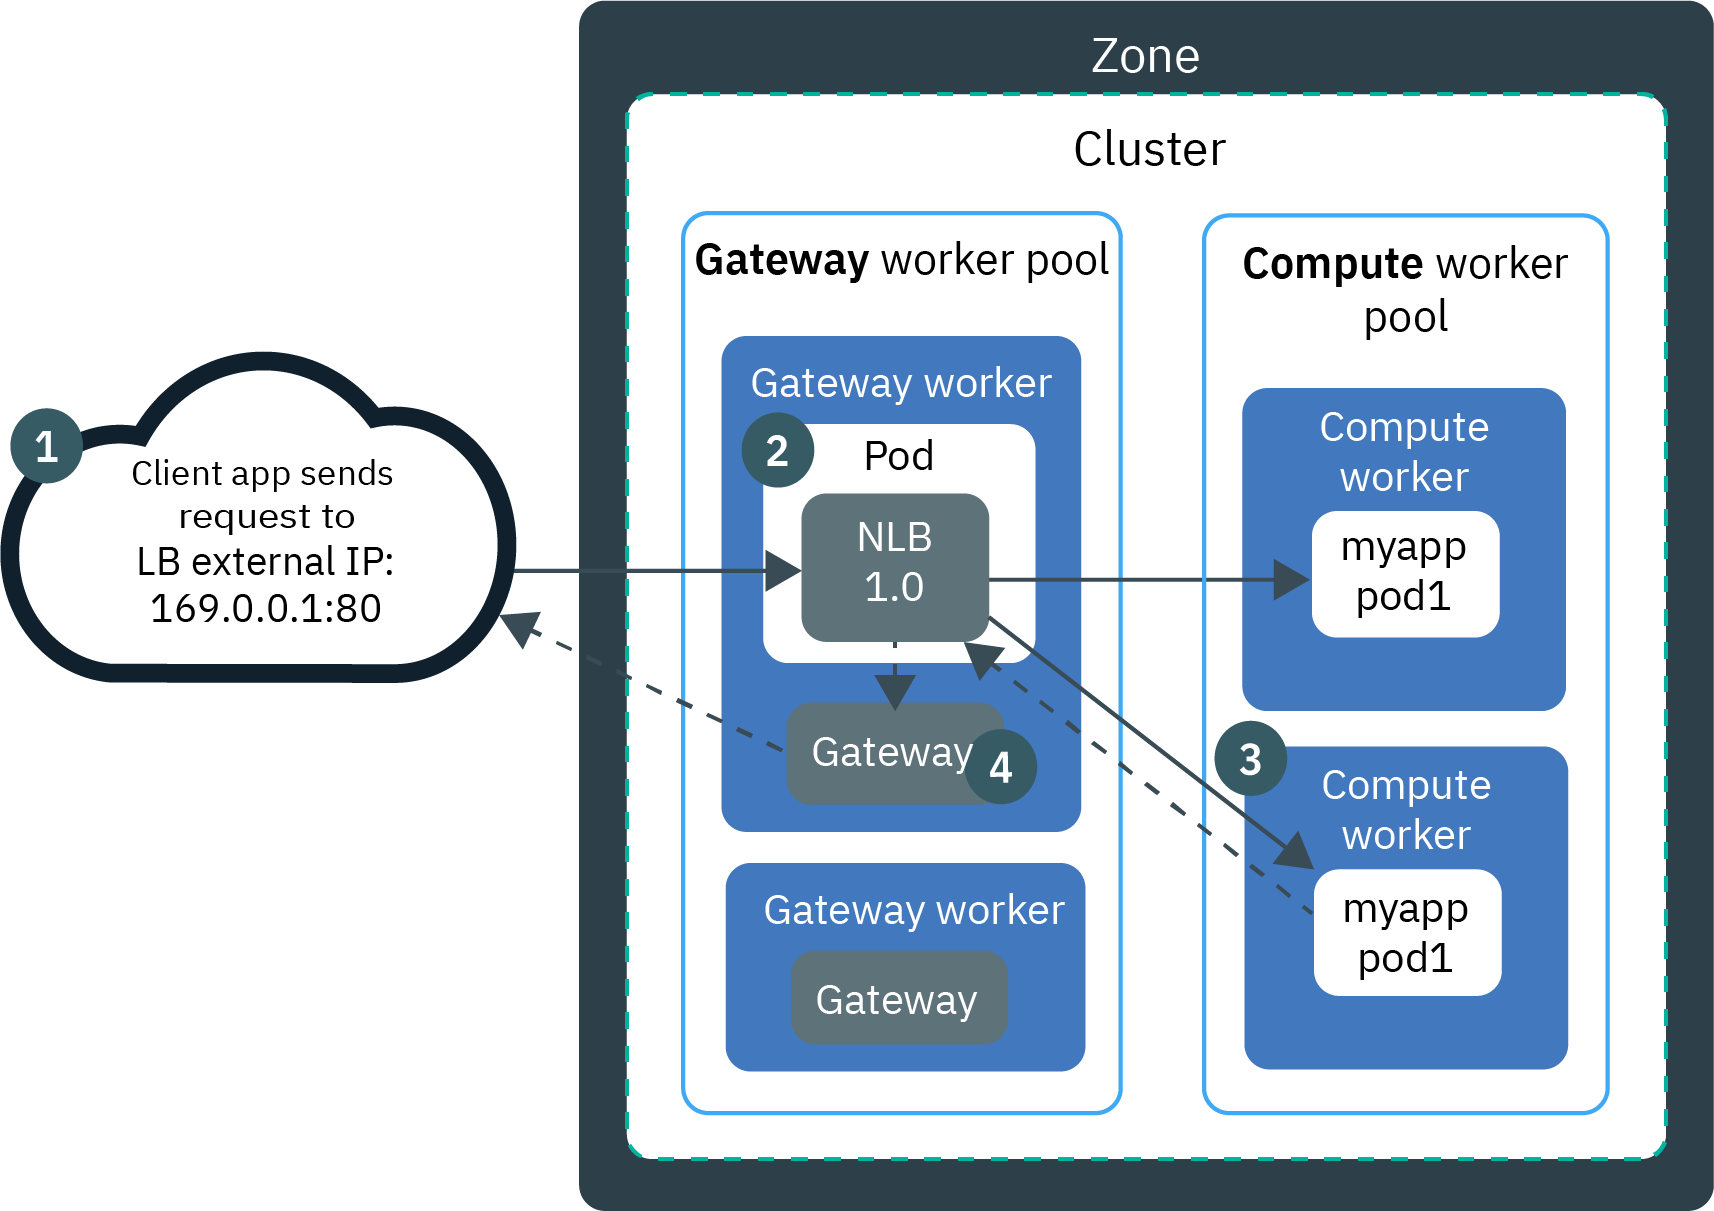 Zone
Cluster
Gateway worker pool
Compute worker
pool
1
Client app sends
request to
LB external IP:
169.0.0.1:80
Gateway worker
2
Pod
NLB
1.0
Gateway
4
Gateway worker
Gateway
Compute
worker
myapp
pod1
3
Compute
worker
myapp
pod1